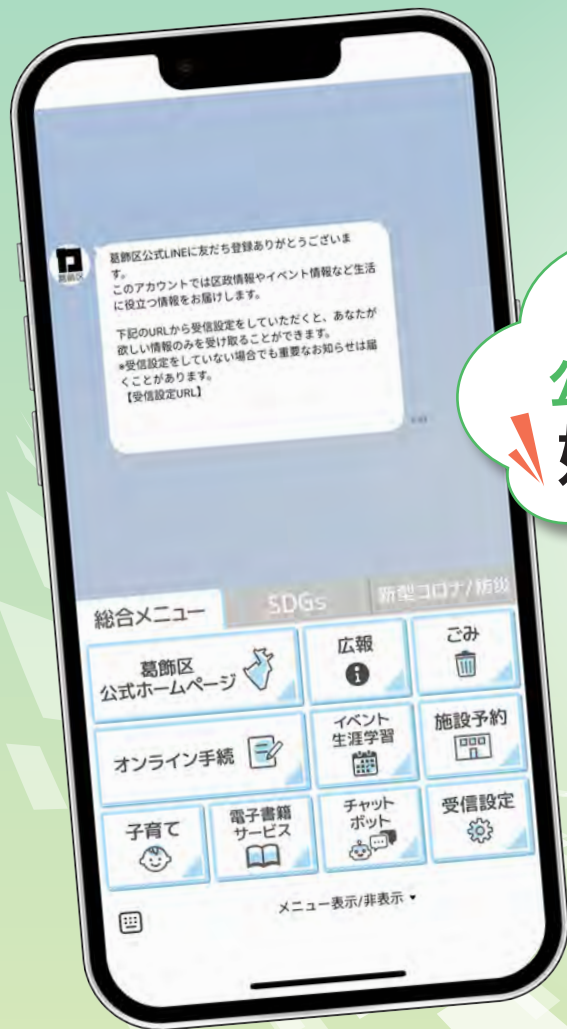 葛飾区
葛飾区公式LINEに友だち登録ありがとうございま
す。
このアカウントでは区政情報やイベント情報など生活
に役立つ情報をお届けします。
下記のURLから受信設定をしていただくと、あなたが
欲しい情報のみを受け取ることができます。
※受信設定をしていない場合でも重要なお知らせは届
くことがあります。
【受信設定URL】
総合メニュー
SDGs
新型コロナ/防災
葛飾区
公式ホームページ
広報
ごみ
オンライン手続
イベント
生涯学習
施設予約
子育て
電子書籍
サービス
チャット
ボット
受信設定
メニュー表示/非表示 ▾